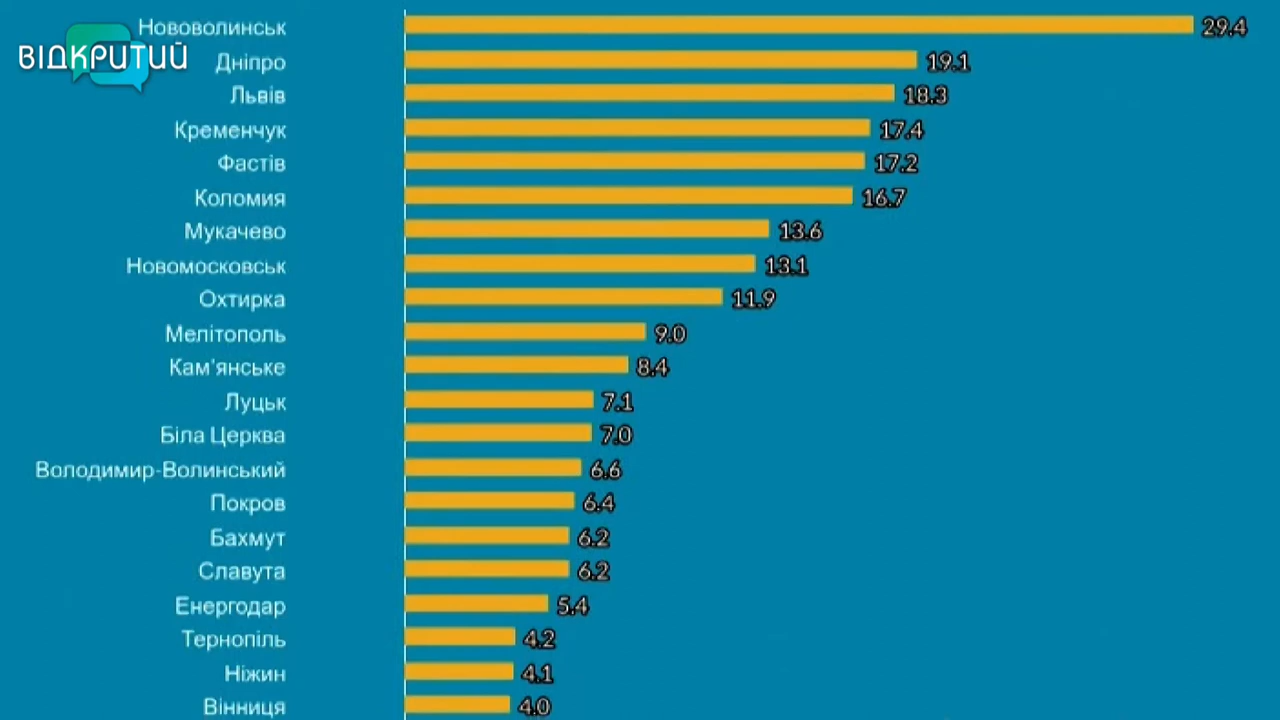 Нововолинськ 29.4
ВІДКРИТИЙ
Дніпро 19.1
Львів 18.3
Кременчук 17.4
Фастів 17.2
Коломия 16.7
Мукачево 13.6
Новомосковськ 13.1
Охтирка 11.9
Мелітополь 9.0
Кам'янське 8.4
Луцьк 7.1
Біла Церква 7.0
Володимир-Волинський 6.6
Покров 6.4
Бахмут 6.2
Славута 6.2
Енергодар 5.4
Тернопіль 4.2
Ніжин 4.1
Вінниця 4.0